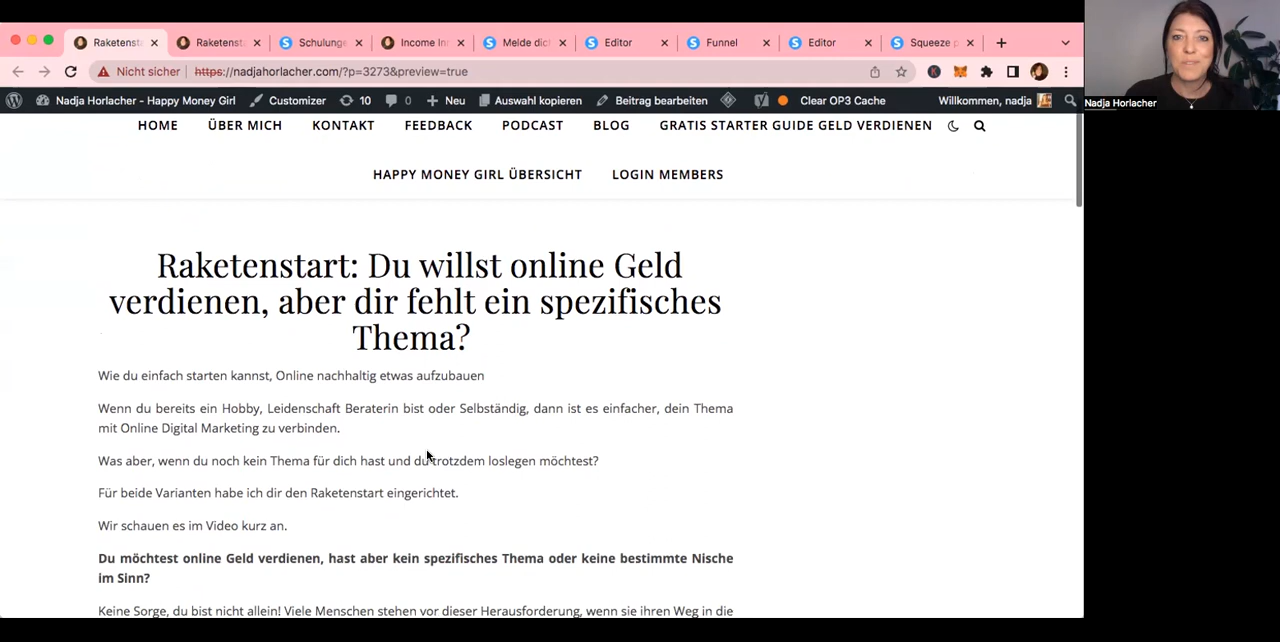 Raketenst
Raketenst
Schulunge
Income In
Melde dic
Editor
Funnel
Editor
Squeeze p
Nicht sicher https://nadjahorlacher.com/?p=3273&preview=true
Nadja Horlacher - Happy Money Girl Customizer 10 0 Neu Auswahl kopieren Beitrag bearbeiten Clear OP3 Cache Willkommen, nadja
HOME ÜBER MICH KONTAKT FEEDBACK PODCAST BLOG GRATIS STARTER GUIDE GELD VERDIENEN
HAPPY MONEY GIRL ÜBERSICHT LOGIN MEMBERS
Raketenstart: Du willst online Geld
verdienen, aber dir fehlt ein spezifisches
Thema?
Wie du einfach starten kannst, Online nachhaltig etwas aufzubauen
Wenn du bereits ein Hobby, Leidenschaft Beraterin bist oder Selbständig, dann ist es einfacher, dein Thema
mit Online Digital Marketing zu verbinden.
Was aber, wenn du noch kein Thema für dich hast und du trotzdem loslegen möchtest?
Für beide Varianten habe ich dir den Raketenstart eingerichtet.
Wir schauen es im Video kurz an.
Du möchtest online Geld verdienen, hast aber kein spezifisches Thema oder keine bestimmte Nische
im Sinn?
Keine Sorge, du bist nicht allein! Viele Menschen stehen vor dieser Herausforderung, wenn sie ihren Weg in die
Nadja Horlacher